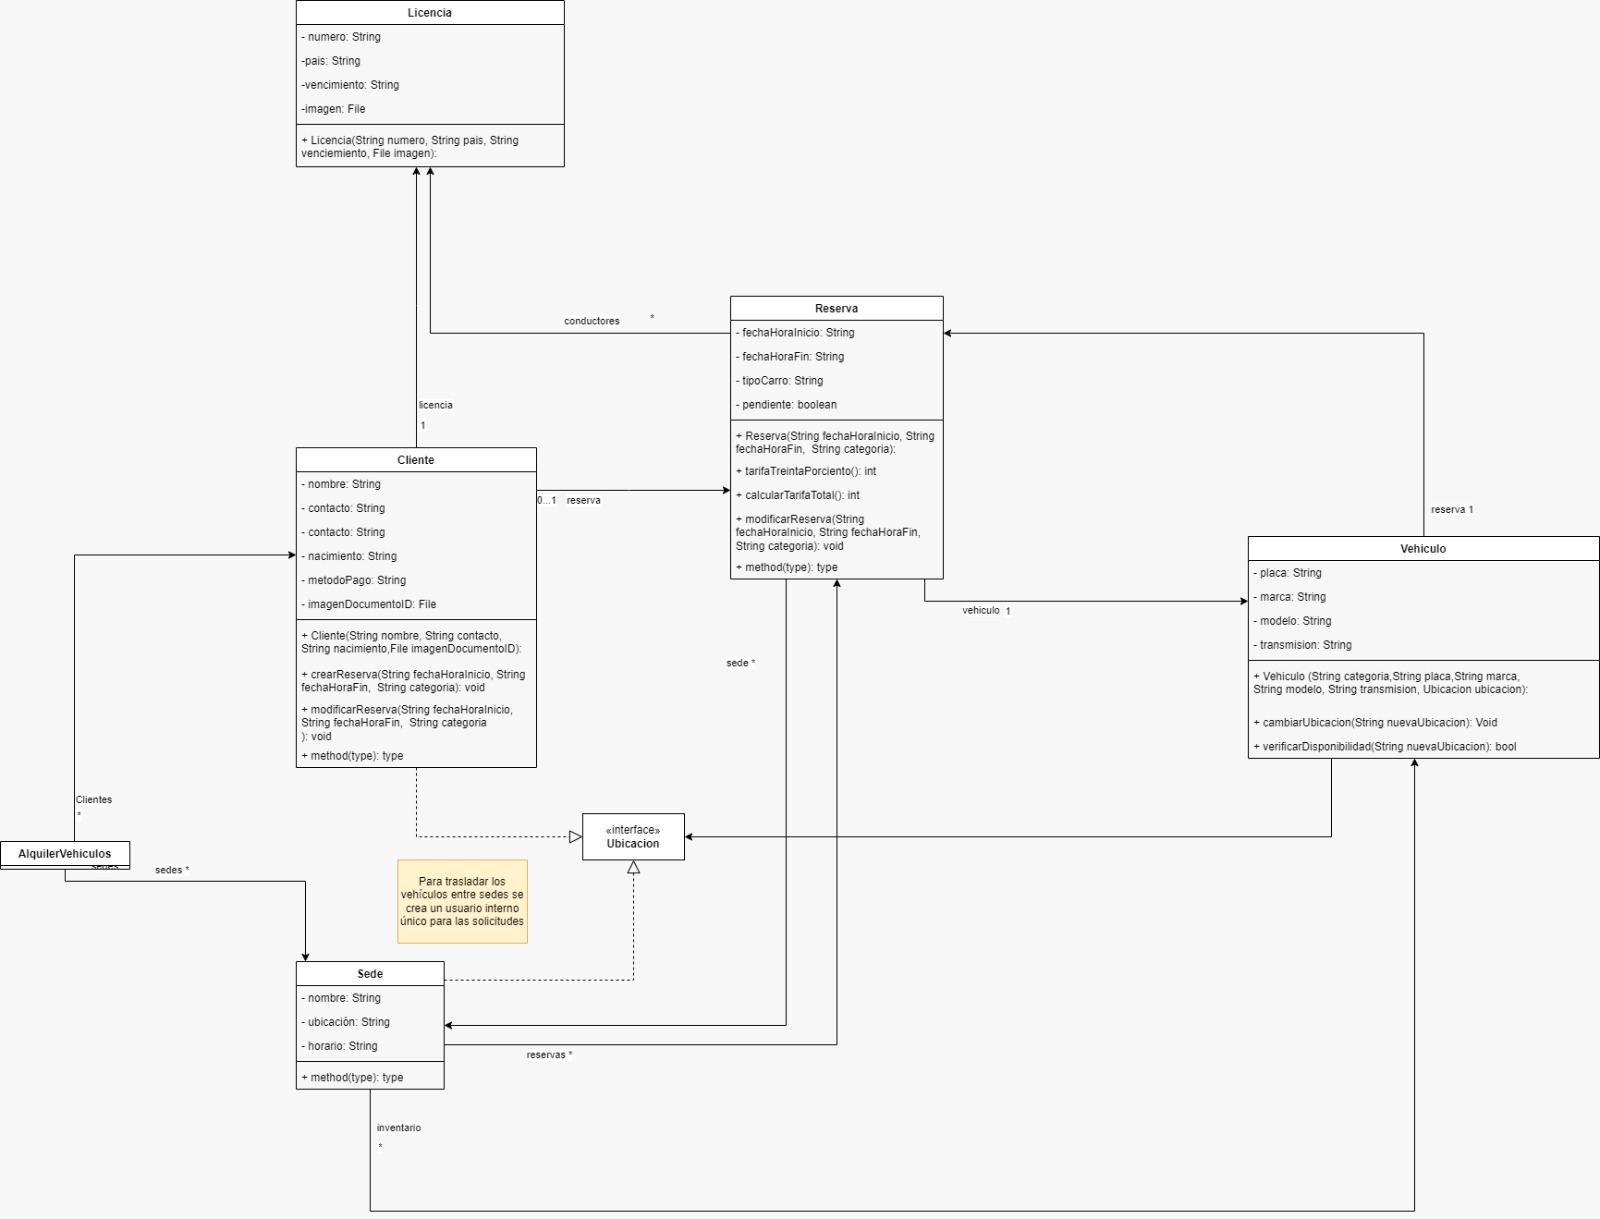 Licencia
- numero: String
-pais: String
-vencimiento: String
-imagen: File
+ Licencia(String numero, String pais, String
venciemiento, File imagen):
conductores *
licencia
1
Reserva
- fechaHoraInicio: String
- fechaHoraFin: String
- tipoCarro: String
- pendiente: boolean
+ Reserva(String fechaHoraInicio, String
fechaHoraFin, String categoria):
+ tarifaTreintaPorciento(): int
+ calcularTarifaTotal(): int
+ modificarReserva(String
fechaHoraInicio, String fechaHoraFin,
String categoria): void
+ method(type): type
Cliente
- nombre: String
- contacto: String
- contacto: String
- nacimiento: String
- metodoPago: String
- imagenDocumentoID: File
+ Cliente(String nombre, String contacto,
String nacimiento,File imagenDocumentoID):
+ crearReserva(String fechaHoraInicio, String
fechaHoraFin, String categoria): void
+ modificarReserva(String fechaHoraInicio,
String fechaHoraFin, String categoria
): void
+ method(type): type
0...1 reserva
reserva 1
Vehiculo
- placa: String
- marca: String
- modelo: String
- transmision: String
+ Vehiculo (String categoria,String placa,String marca,
String modelo, String transmision, Ubicacion ubicacion):
+ cambiarUbicacion(String nuevaUbicacion): Void
+ verificarDisponibilidad(String nuevaUbicacion): bool
vehiculo 1
sede *
Clientes
*
AlquilerVehiculos
sedes
sedes *
«interface»
Ubicacion
Para trasladar los
vehículos entre sedes se
crea un usuario interno
único para las solicitudes
Sede
- nombre: String
- ubicación: String
- horario: String
+ method(type): type
reservas *
inventario
*